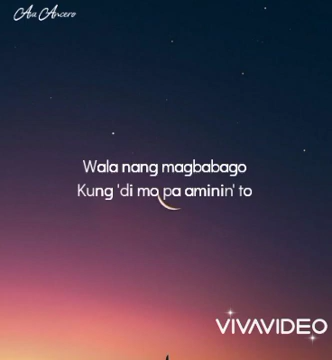 Aia Ancero
Wala nang magbabago
Kung 'di mo pa aminin' to
VIVAVIDEO